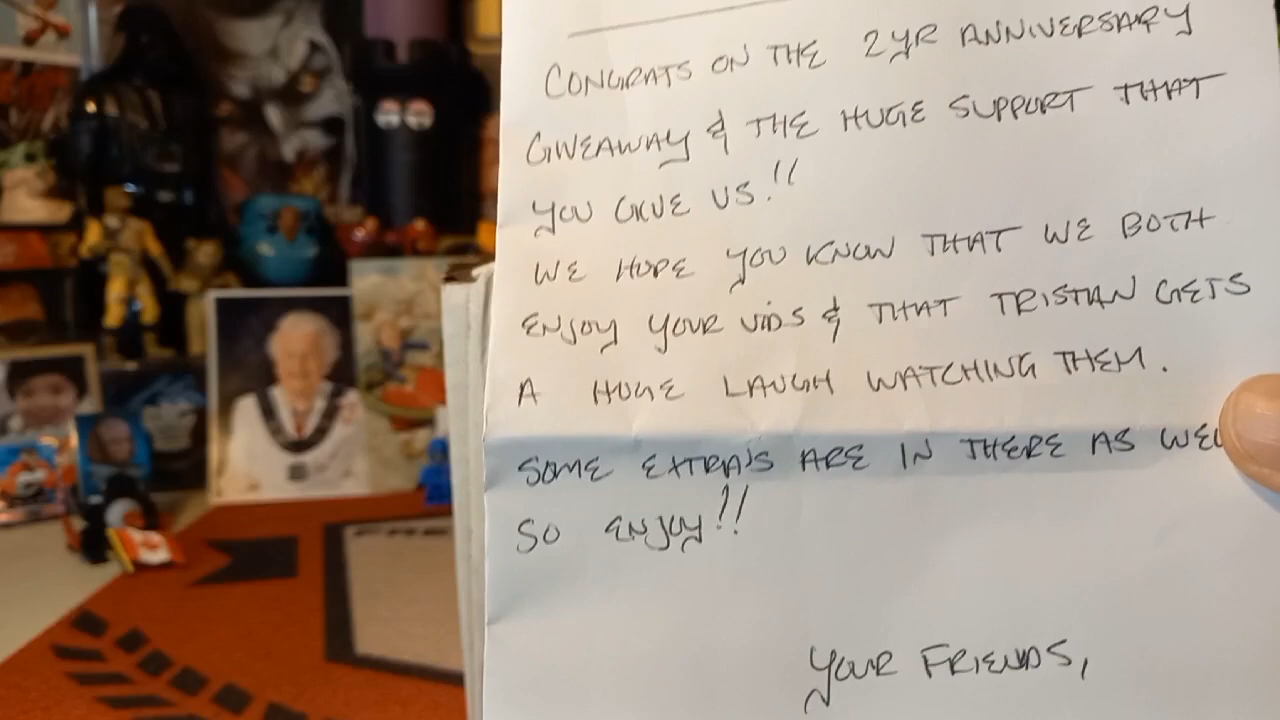 CONGRATS ON THE 2YR ANNIVERSARY
GIVEAWAY & THE HUGE SUPPORT THAT
YOU GIVE US!!
WE HOPE YOU KNOW THAT WE BOTH
ENJOY YOUR VIDS & THAT TRISTAN GETS
A HUGE LAUGH WATCHING THEM.
SOME EXTRA'S ARE IN THERE AS WELL
SO ENJOY!!
YOUR FRIENDS,